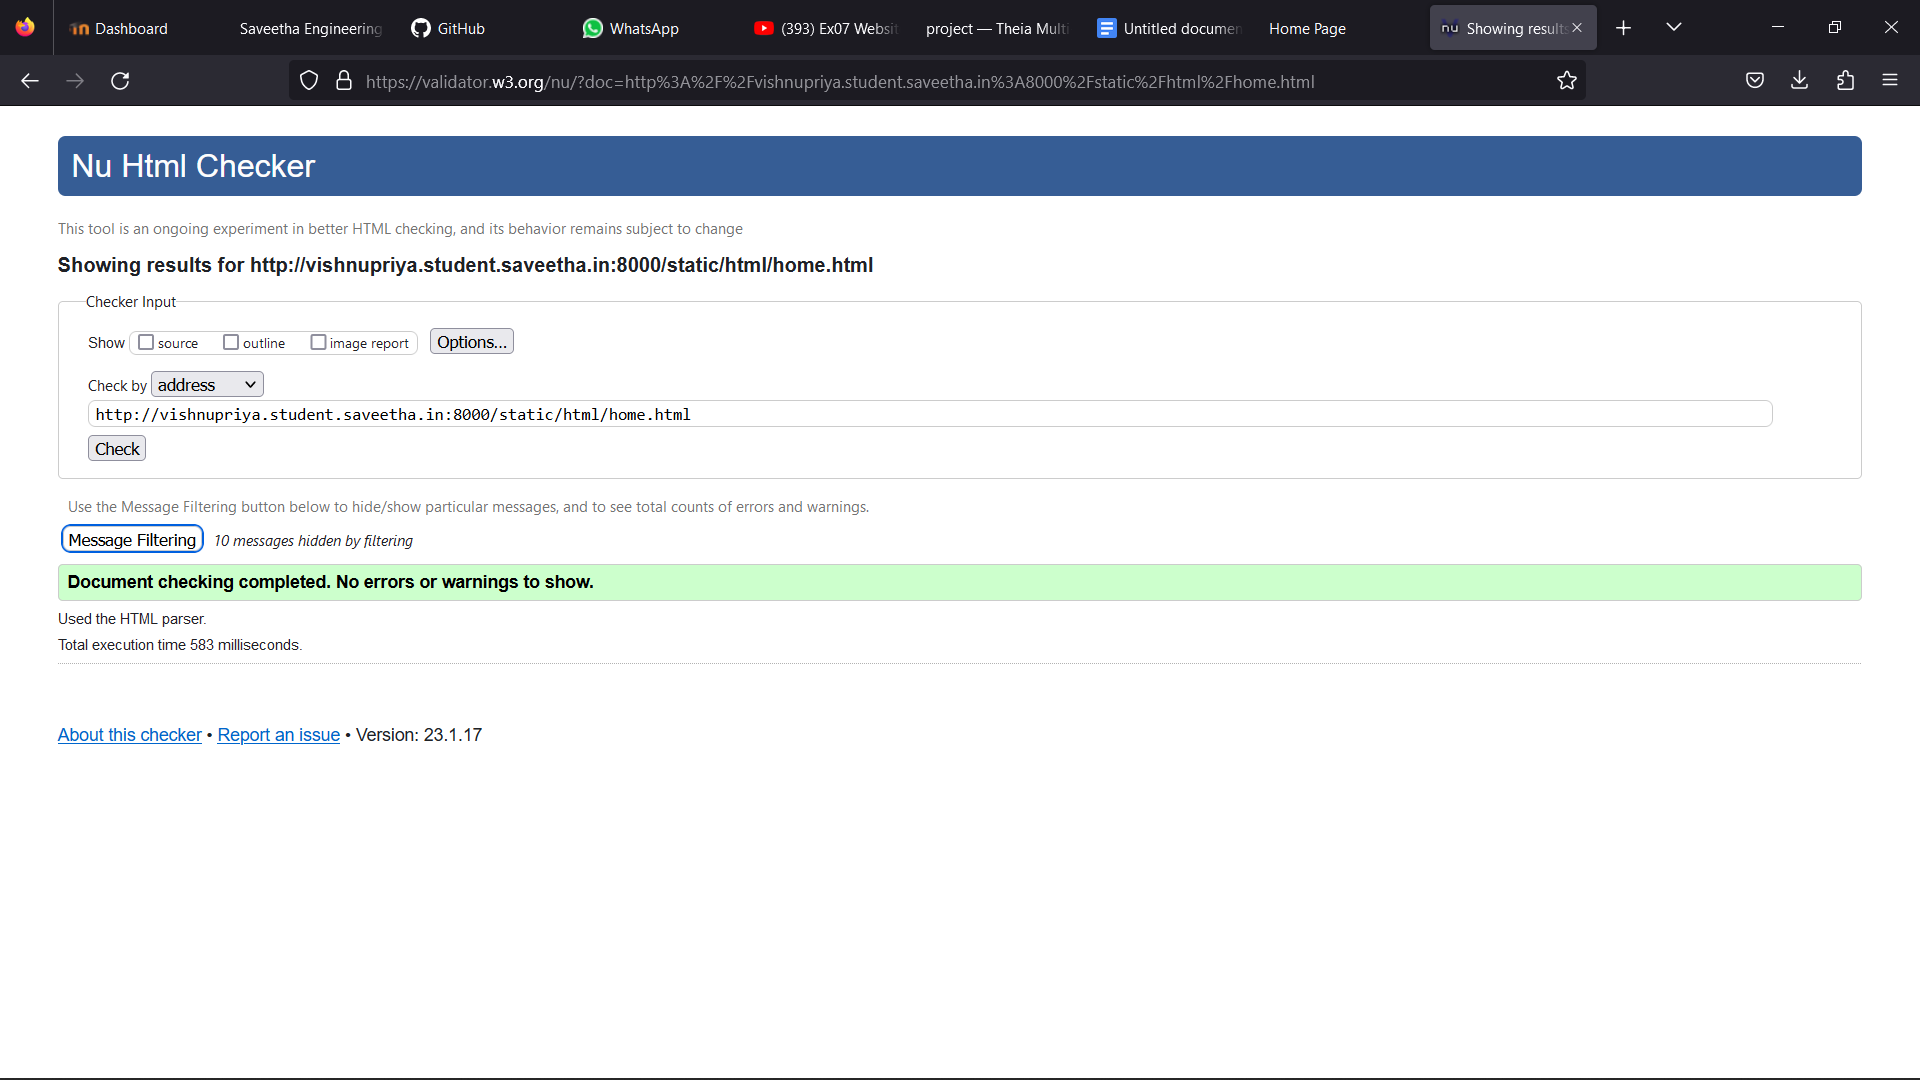 Dashboard
Saveetha Engineering
GitHub
WhatsApp
(393) Ex07 Websit
project — Theia Multi
Untitled documen
Home Page
nu Showing results
https://validator.w3.org/nu/?doc=http%3A%2F%2Fvishnupriya.student.saveetha.in%3A8000%2Fstatic%2Fhtml%2Fhome.html
Nu Html Checker
This tool is an ongoing experiment in better HTML checking, and its behavior remains subject to change
Showing results for http://vishnupriya.student.saveetha.in:8000/static/html/home.html
Checker Input
Show source outline image report Options...
Check by address
http://vishnupriya.student.saveetha.in:8000/static/html/home.html
Check
Use the Message Filtering button below to hide/show particular messages, and to see total counts of errors and warnings.
Message Filtering 10 messages hidden by filtering
Document checking completed. No errors or warnings to show.
Used the HTML parser.
Total execution time 583 milliseconds.
About this checker • Report an issue • Version: 23.1.17